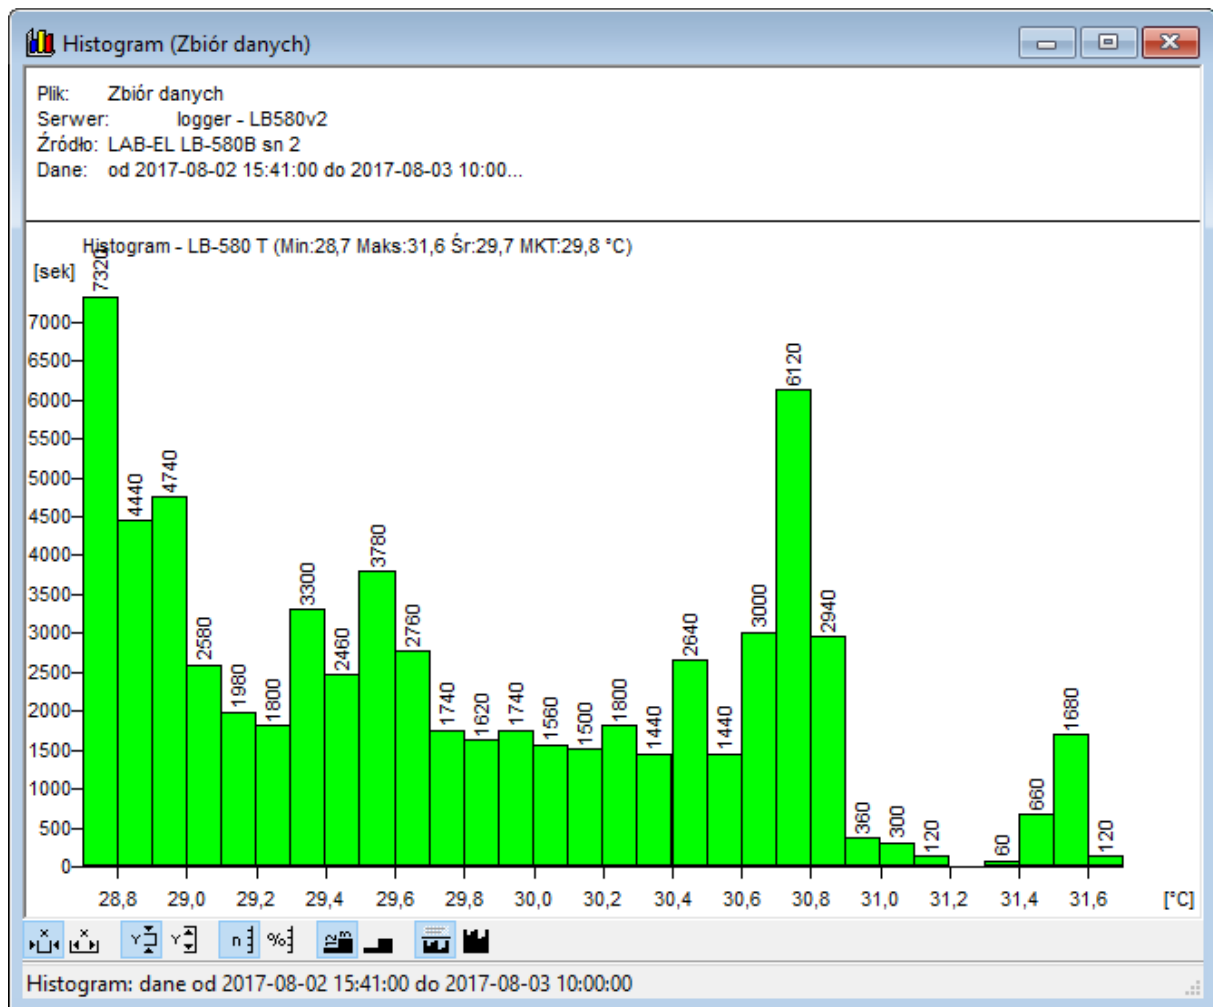 Histogram (Zbiór danych)
Plik: Zbiór danych
Serwer: logger - LB580v2
Źródło: LAB-EL LB-580B sn 2
Dane: od 2017-08-02 15:41:00 do 2017-08-03 10:00...
Histogram - LB-580 T (Min:28,7 Maks:31,6 Śr:29,7 MKT:29,8 °C)
[sek]
7000
6500
6000
5500
5000
4500
4000
3500
3000
2500
2000
1500
1000
500
0
7320 4440 4740 2580 1980 1800 3300 2460 3780 2760 1740 1620 1740 1560 1500 1800 1440 2640 1440 3000 6120 2940 360 300 120 60 660 1680 120
28,8 29,0 29,2 29,4 29,6 29,8 30,0 30,2 30,4 30,6 30,8 31,0 31,2 31,4 31,6 [°C]
x x Y Y n %
Histogram: dane od 2017-08-02 15:41:00 do 2017-08-03 10:00:00